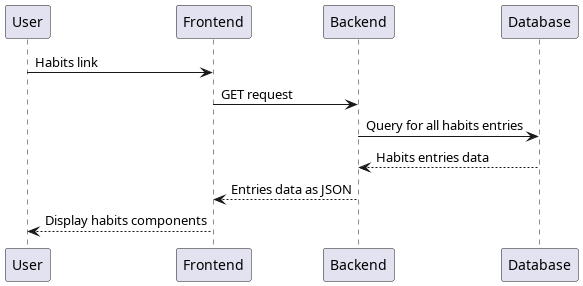 User Frontend Backend Database
Habits link
GET request
Query for all habits entries
Habits entries data
Entries data as JSON
Display habits components
User Frontend Backend Database